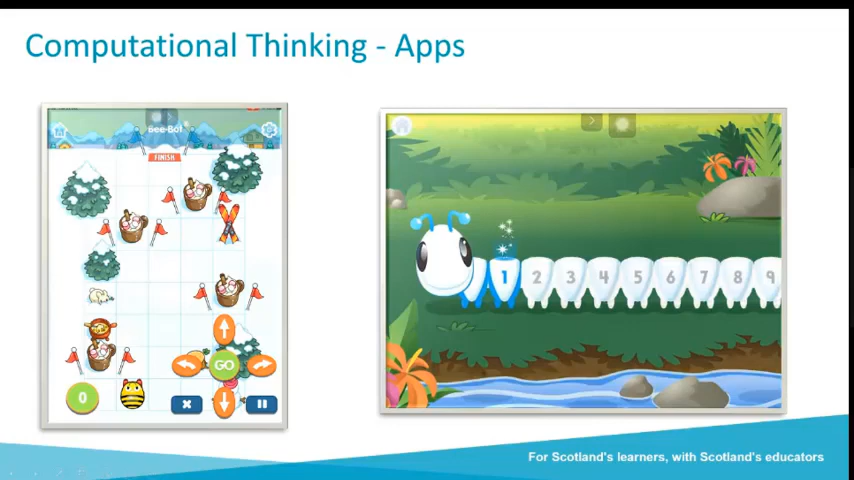 Computational Thinking - Apps
Bee-Bot
FINISH
GO
0
1 2 3 4 5 6 7 8 9
For Scotland's learners, with Scotland's educators